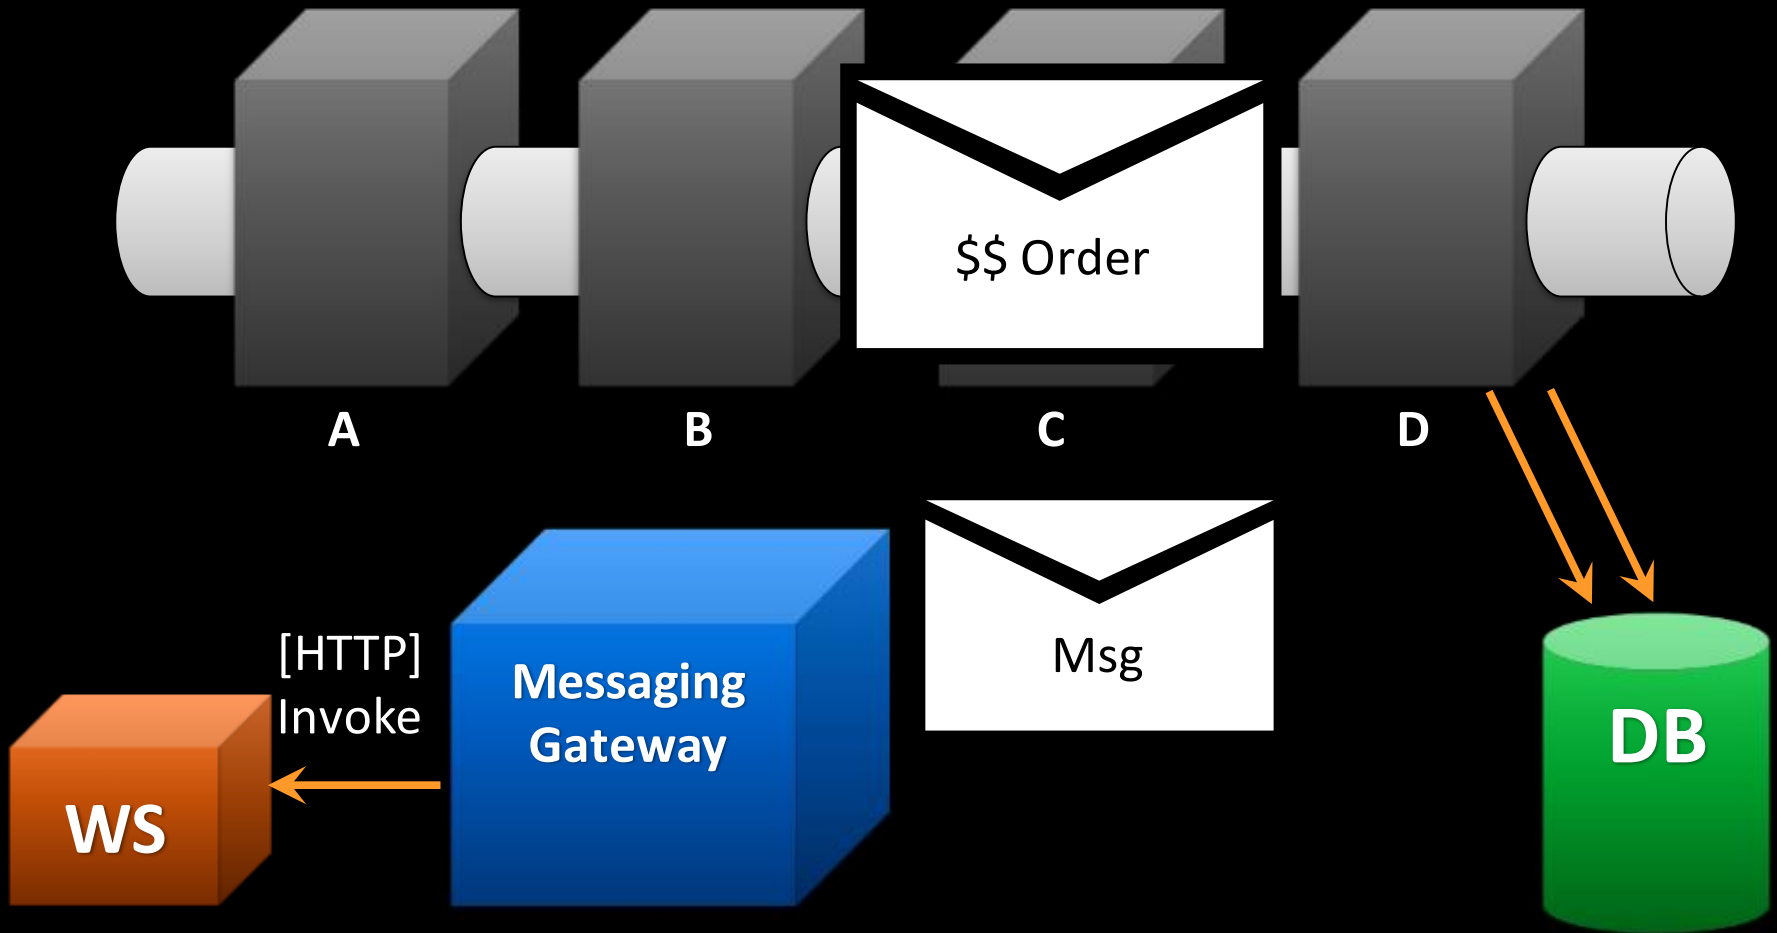 $$ Order
A
B
C
D
Msg
[HTTP]
Invoke
Messaging
Gateway
WS
DB